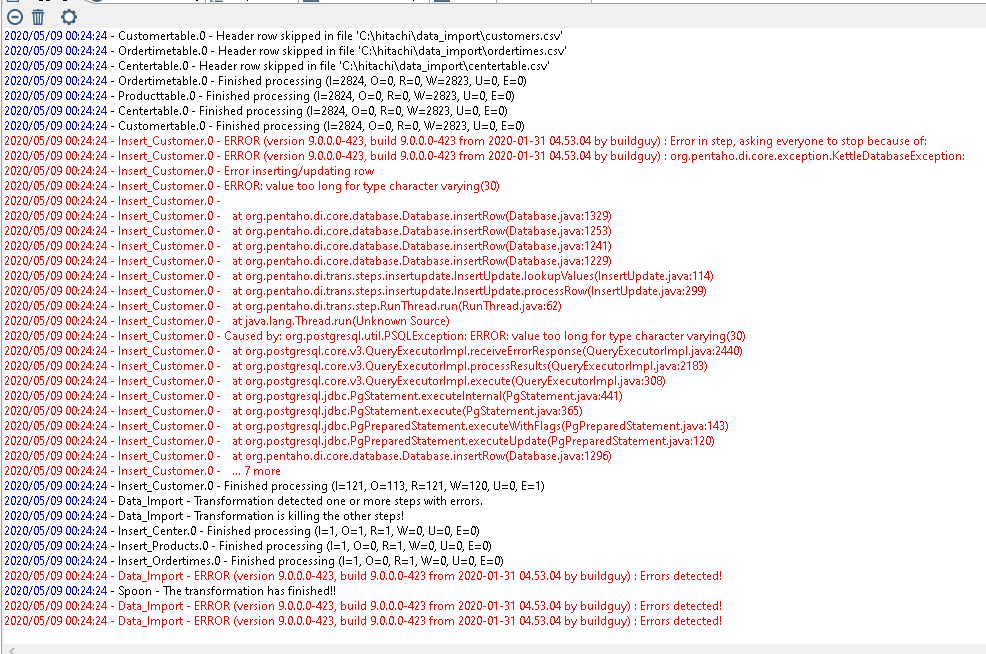 2020/05/09 00:24:24 - Customertable.0 - Header row skipped in file 'C:\hitachi\data_import\customers.csv'
2020/05/09 00:24:24 - Ordertimetable.0 - Header row skipped in file 'C:\hitachi\data_import\ordertimes.csv'
2020/05/09 00:24:24 - Centertable.0 - Header row skipped in file 'C:\hitachi\data_import\centertable.csv'
2020/05/09 00:24:24 - Ordertimetable.0 - Finished processing (I=2824, O=0, R=0, W=2823, U=0, E=0)
2020/05/09 00:24:24 - Producttable.0 - Finished processing (I=2824, O=0, R=0, W=2823, U=0, E=0)
2020/05/09 00:24:24 - Centertable.0 - Finished processing (I=2824, O=0, R=0, W=2823, U=0, E=0)
2020/05/09 00:24:24 - Customertable.0 - Finished processing (I=2824, O=0, R=0, W=2823, U=0, E=0)
2020/05/09 00:24:24 - Insert_Customer.0 - ERROR (version 9.0.0.0-423, build 9.0.0.0-423 from 2020-01-31 04.53.04 by buildguy) : Error in step, asking everyone to stop because of:
2020/05/09 00:24:24 - Insert_Customer.0 - ERROR (version 9.0.0.0-423, build 9.0.0.0-423 from 2020-01-31 04.53.04 by buildguy) : org.pentaho.di.core.exception.KettleDatabaseException:
2020/05/09 00:24:24 - Insert_Customer.0 - Error inserting/updating row
2020/05/09 00:24:24 - Insert_Customer.0 - ERROR: value too long for type character varying(30)
2020/05/09 00:24:24 - Insert_Customer.0 -
2020/05/09 00:24:24 - Insert_Customer.0 - at org.pentaho.di.core.database.Database.insertRow(Database.java:1329)
2020/05/09 00:24:24 - Insert_Customer.0 - at org.pentaho.di.core.database.Database.insertRow(Database.java:1253)
2020/05/09 00:24:24 - Insert_Customer.0 - at org.pentaho.di.core.database.Database.insertRow(Database.java:1241)
2020/05/09 00:24:24 - Insert_Customer.0 - at org.pentaho.di.core.database.Database.insertRow(Database.java:1229)
2020/05/09 00:24:24 - Insert_Customer.0 - at org.pentaho.di.trans.steps.insertupdate.InsertUpdate.lookupValues(InsertUpdate.java:114)
2020/05/09 00:24:24 - Insert_Customer.0 - at org.pentaho.di.trans.steps.insertupdate.InsertUpdate.processRow(InsertUpdate.java:299)
2020/05/09 00:24:24 - Insert_Customer.0 - at org.pentaho.di.trans.step.RunThread.run(RunThread.java:62)
2020/05/09 00:24:24 - Insert_Customer.0 - at java.lang.Thread.run(Unknown Source)
2020/05/09 00:24:24 - Insert_Customer.0 - Caused by: org.postgresql.util.PSQLException: ERROR: value too long for type character varying(30)
2020/05/09 00:24:24 - Insert_Customer.0 - at org.postgresql.core.v3.QueryExecutorImpl.receiveErrorResponse(QueryExecutorImpl.java:2440)
2020/05/09 00:24:24 - Insert_Customer.0 - at org.postgresql.core.v3.QueryExecutorImpl.processResults(QueryExecutorImpl.java:2183)
2020/05/09 00:24:24 - Insert_Customer.0 - at org.postgresql.core.v3.QueryExecutorImpl.execute(QueryExecutorImpl.java:308)
2020/05/09 00:24:24 - Insert_Customer.0 - at org.postgresql.jdbc.PgStatement.executeInternal(PgStatement.java:441)
2020/05/09 00:24:24 - Insert_Customer.0 - at org.postgresql.jdbc.PgStatement.execute(PgStatement.java:365)
2020/05/09 00:24:24 - Insert_Customer.0 - at org.postgresql.jdbc.PgPreparedStatement.executeWithFlags(PgPreparedStatement.java:143)
2020/05/09 00:24:24 - Insert_Customer.0 - at org.postgresql.jdbc.PgPreparedStatement.executeUpdate(PgPreparedStatement.java:120)
2020/05/09 00:24:24 - Insert_Customer.0 - at org.pentaho.di.core.database.Database.insertRow(Database.java:1296)
2020/05/09 00:24:24 - Insert_Customer.0 - ... 7 more
2020/05/09 00:24:24 - Insert_Customer.0 - Finished processing (I=121, O=113, R=121, W=120, U=0, E=1)
2020/05/09 00:24:24 - Data_Import - Transformation detected one or more steps with errors.
2020/05/09 00:24:24 - Data_Import - Transformation is killing the other steps!
2020/05/09 00:24:24 - Insert_Center.0 - Finished processing (I=1, O=1, R=1, W=0, U=0, E=0)
2020/05/09 00:24:24 - Insert_Products.0 - Finished processing (I=1, O=0, R=1, W=0, U=0, E=0)
2020/05/09 00:24:24 - Insert_Ordertimes.0 - Finished processing (I=1, O=0, R=1, W=0, U=0, E=0)
2020/05/09 00:24:24 - Data_Import - ERROR (version 9.0.0.0-423, build 9.0.0.0-423 from 2020-01-31 04.53.04 by buildguy) : Errors detected!
2020/05/09 00:24:24 - Spoon - The transformation has finished!!
2020/05/09 00:24:24 - Data_Import - ERROR (version 9.0.0.0-423, build 9.0.0.0-423 from 2020-01-31 04.53.04 by buildguy) : Errors detected!
2020/05/09 00:24:24 - Data_Import - ERROR (version 9.0.0.0-423, build 9.0.0.0-423 from 2020-01-31 04.53.04 by buildguy) : Errors detected!